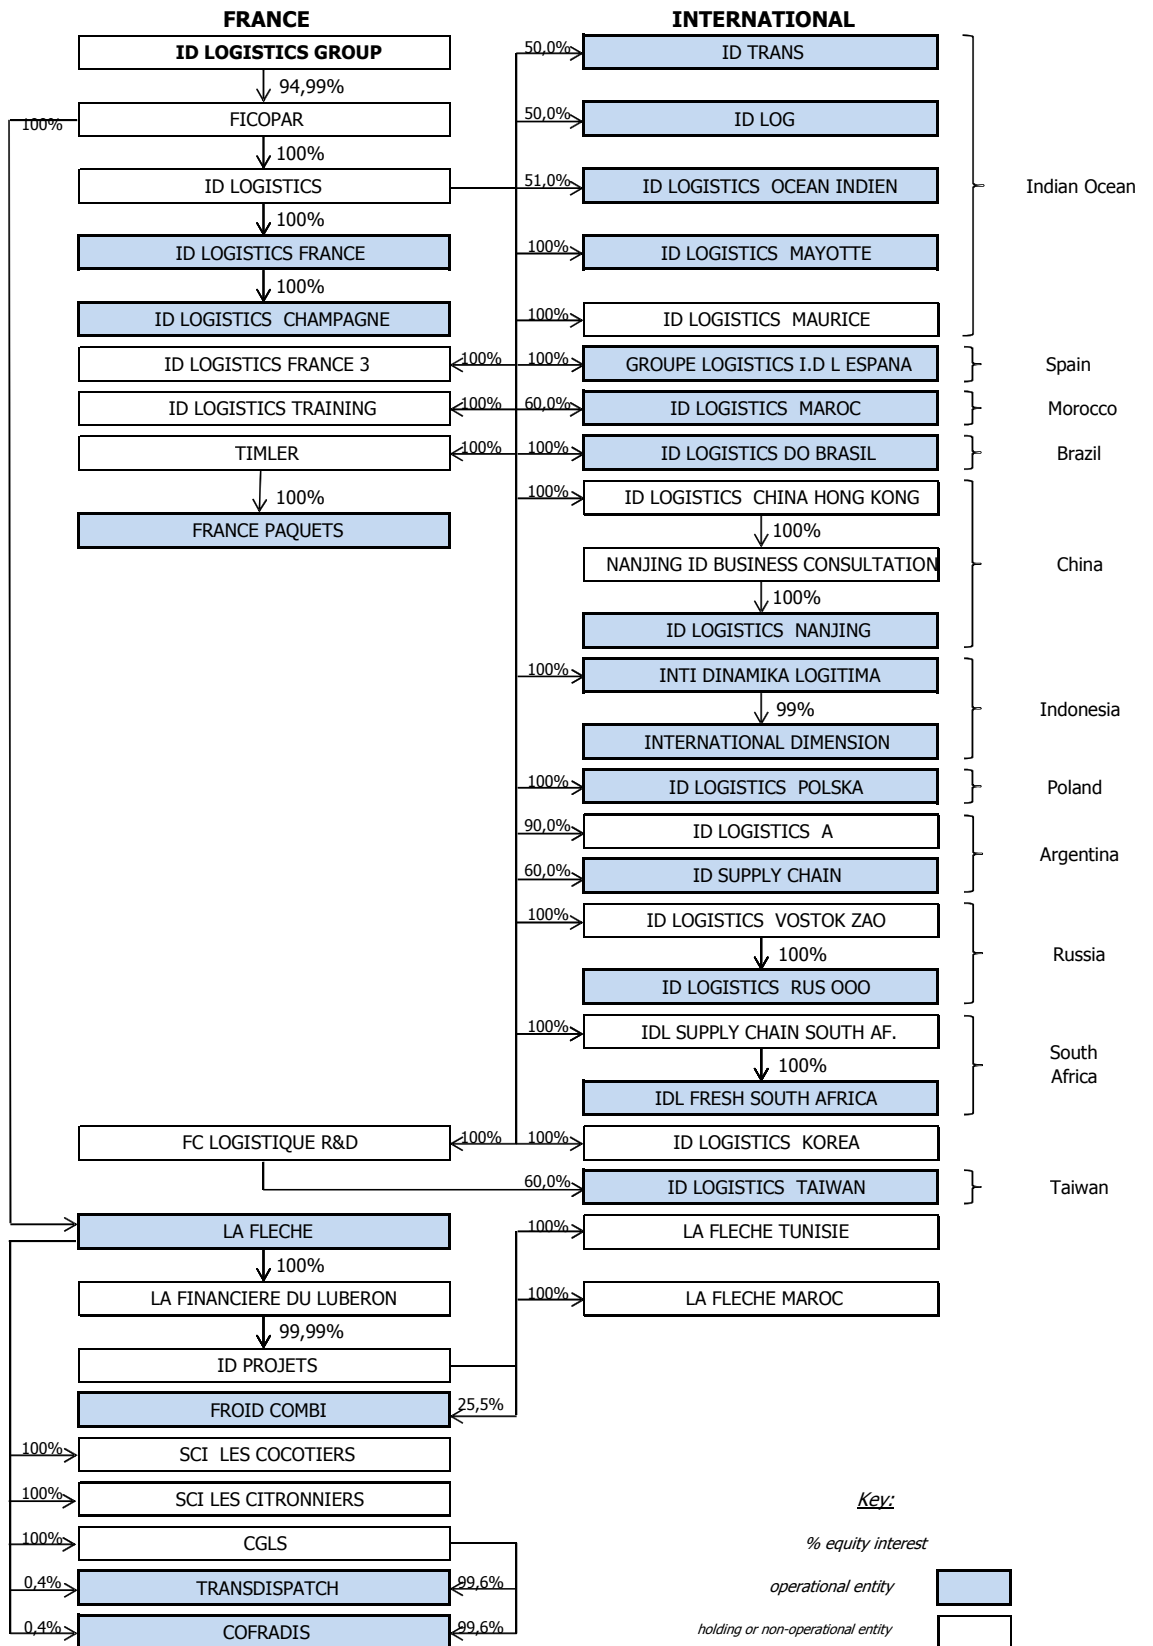 FRANCE INTERNATIONAL
ID LOGISTICS GROUP 50,0% ID TRANS
94,99%
100% FICOPAR 50,0% ID LOG
100%
ID LOGISTICS 51,0% ID LOGISTICS OCEAN INDIEN Indian Ocean
100%
ID LOGISTICS FRANCE 100% ID LOGISTICS MAYOTTE
100%
ID LOGISTICS CHAMPAGNE 100% ID LOGISTICS MAURICE
ID LOGISTICS FRANCE 3 100% 100% GROUPE LOGISTICS I.D L ESPANA Spain
ID LOGISTICS TRAINING 100% 60,0% ID LOGISTICS MAROC Morocco
TIMLER 100% 100% ID LOGISTICS DO BRASIL Brazil
100% 100% ID LOGISTICS CHINA HONG KONG
FRANCE PAQUETS 100%
NANJING ID BUSINESS CONSULTATION China
100%
ID LOGISTICS NANJING
100% INTI DINAMIKA LOGITIMA
99% Indonesia
INTERNATIONAL DIMENSION
100% ID LOGISTICS POLSKA Poland
90,0% ID LOGISTICS A
Argentina
60,0% ID SUPPLY CHAIN
100% ID LOGISTICS VOSTOK ZAO
100% Russia
ID LOGISTICS RUS OOO
100% IDL SUPPLY CHAIN SOUTH AF.
100% South
Africa
IDL FRESH SOUTH AFRICA
FC LOGISTIQUE R&D 100% 100% ID LOGISTICS KOREA
60,0% ID LOGISTICS TAIWAN Taiwan
LA FLECHE 100% LA FLECHE TUNISIE
100%
LA FINANCIERE DU LUBERON 100% LA FLECHE MAROC
99,99%
ID PROJETS
FROID COMBI 25,5%
100% SCI LES COCOTIERS
100% SCI LES CITRONNIERS Key:
100% CGLS % equity interest
0,4% TRANSDISPATCH 99,6% operational entity
0,4% COFRADIS 99,6% holding or non-operational entity